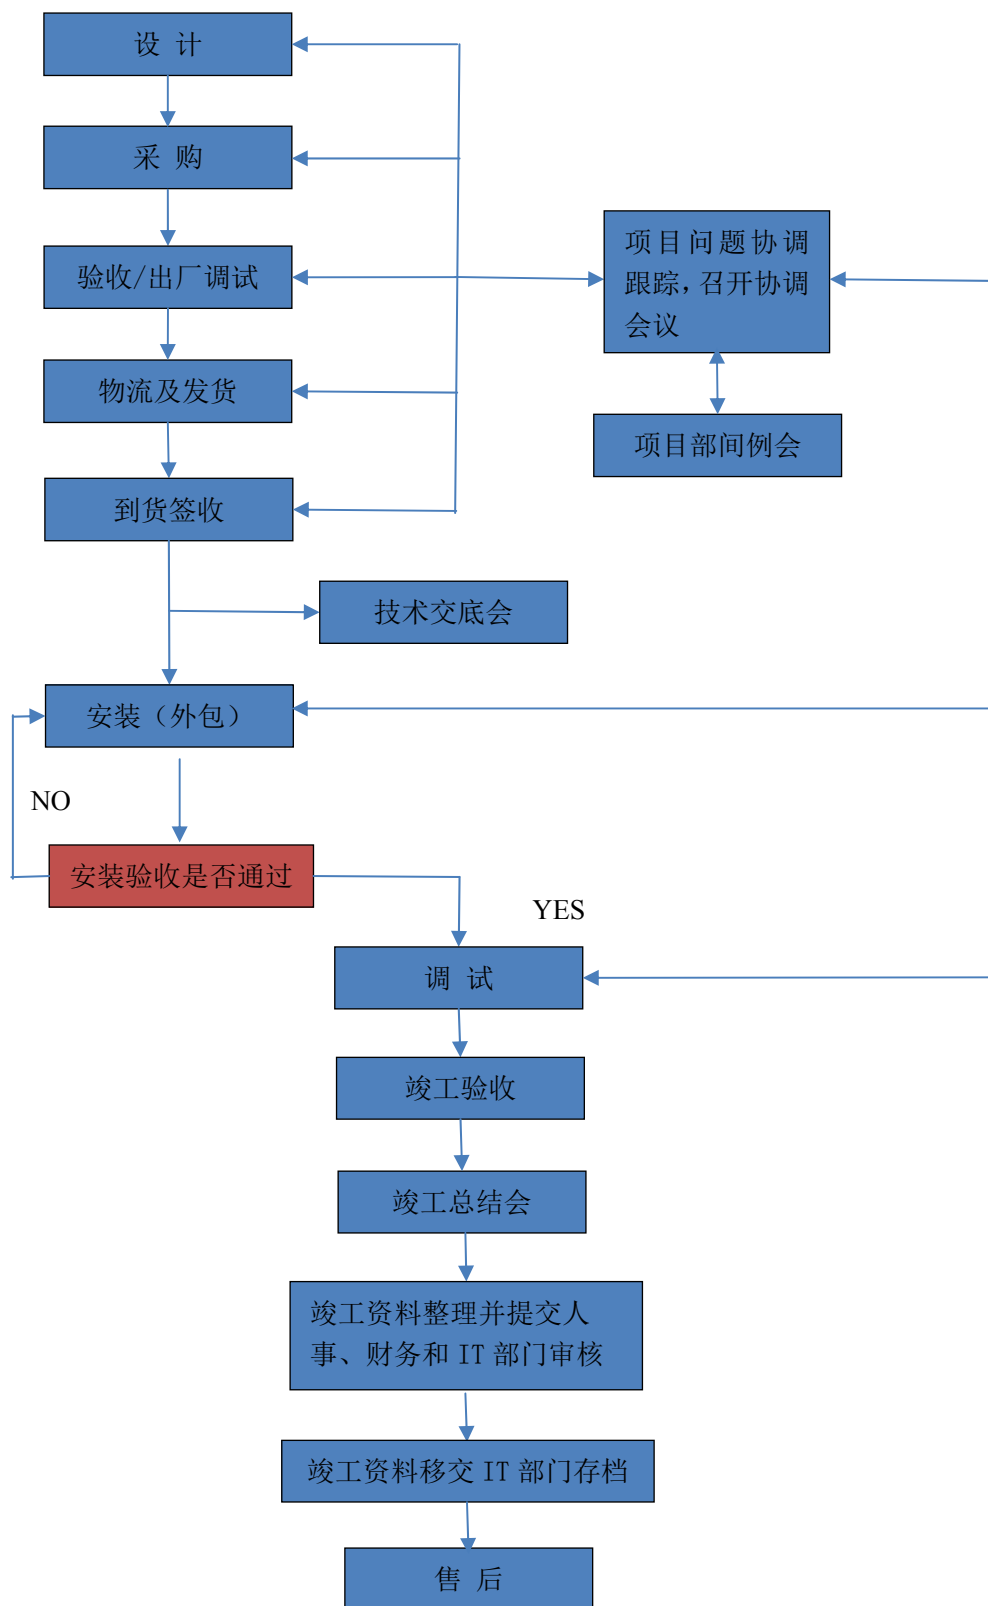 设 计
采 购
验收/出厂调试
项目问题协调
跟踪，召开协调
会议
物流及发货
项目部间例会
到货签收
技术交底会
安装（外包）
NO
安装验收是否通过
YES
调 试
竣工验收
竣工总结会
竣工资料整理并提交人
事、财务和 IT 部门审核
竣工资料移交 IT 部门存档
售 后